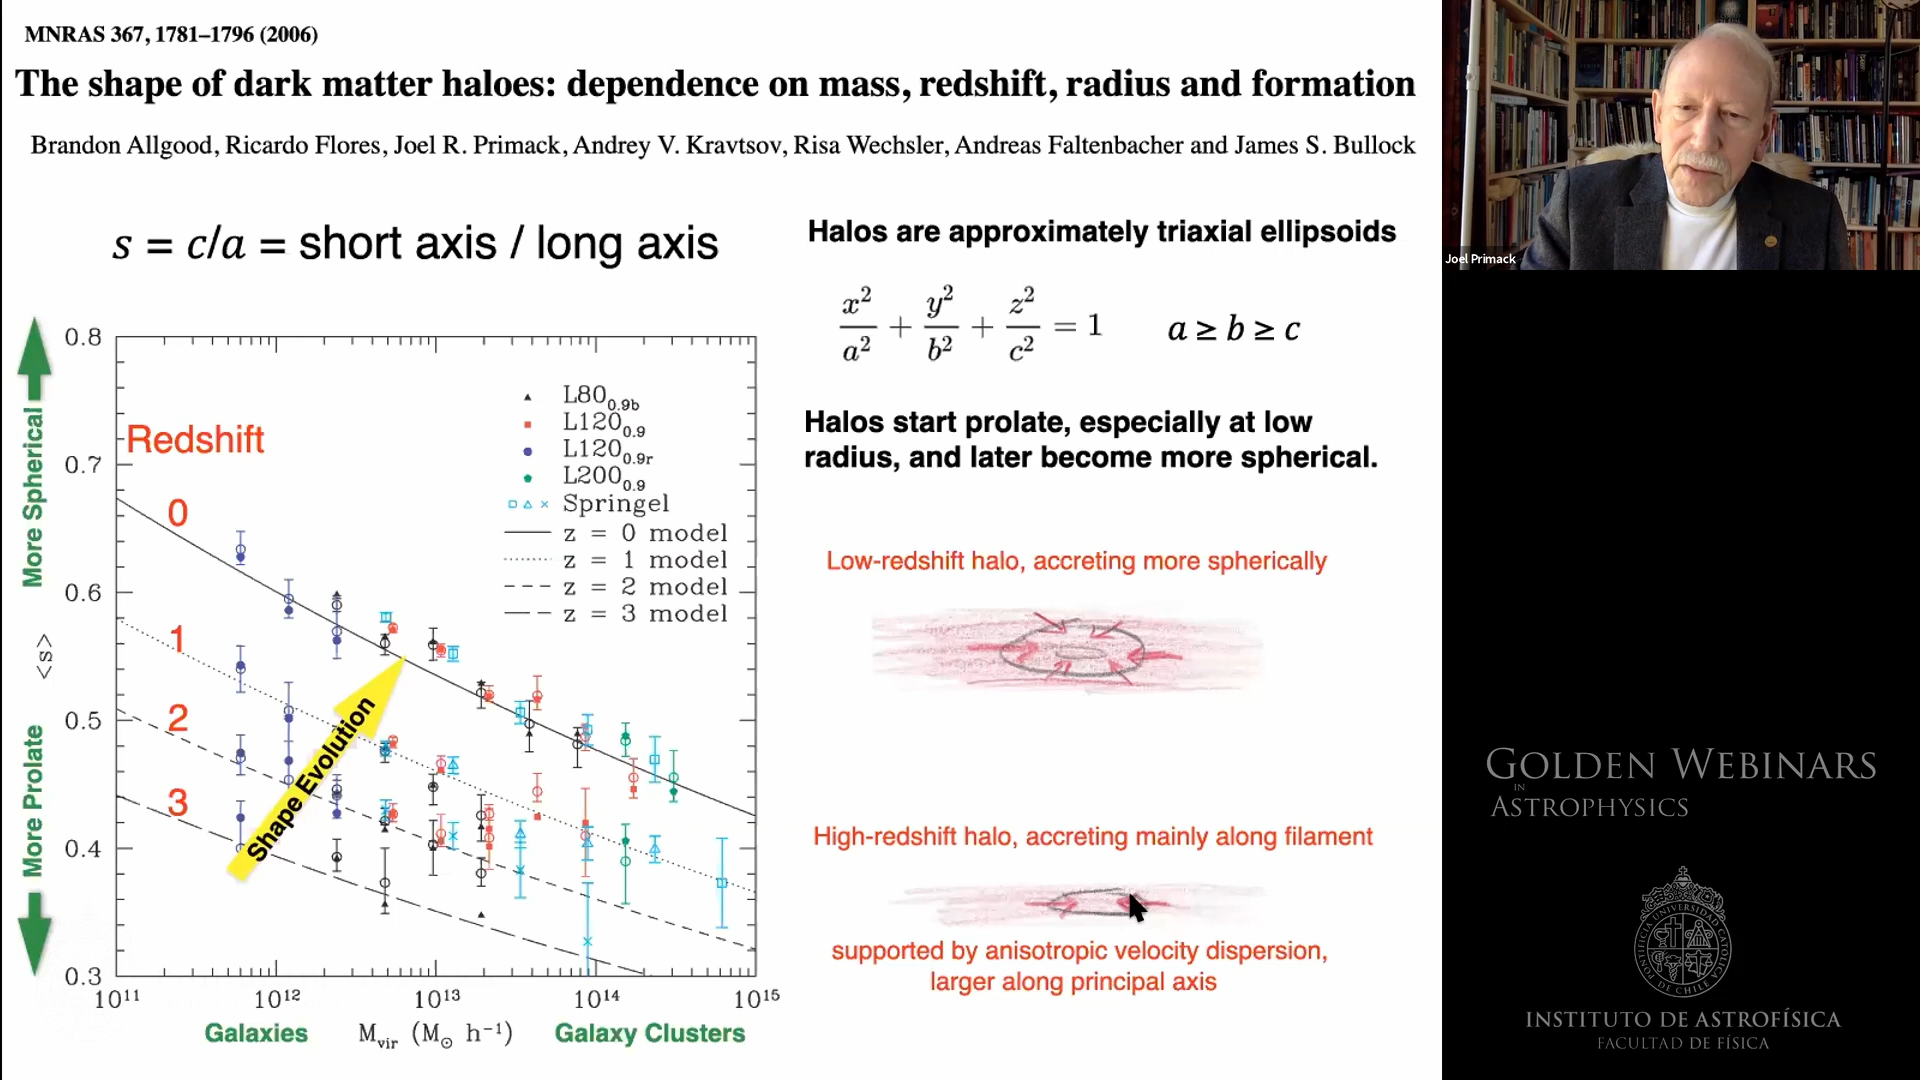 MNRAS 367, 1781–1796 (2006)
The shape of dark matter haloes: dependence on mass, redshift, radius and formation
Brandon Allgood, Ricardo Flores, Joel R. Primack, Andrey V. Kravtsov, Risa Wechsler, Andreas Faltenbacher and James S. Bullock
s = c/a = short axis / long axis
More Spherical
<s>
More Prolate
0.8
0.7
0.6
0.5
0.4
0.3
Redshift
0
1
2
3
Shape Evolution
L80 0.9b
L120 0.9
L120 0.9r
L200 0.9
Springel
z = 0 model
z = 1 model
z = 2 model
z = 3 model
10¹¹ 10¹² 10¹³ 10¹⁴ 10¹⁵
Galaxies M vir (M⊙ h⁻¹) Galaxy Clusters
Halos are approximately triaxial ellipsoids
x²/a² + y²/b² + z²/c² = 1 a ≥ b ≥ c
Halos start prolate, especially at low
radius, and later become more spherical.
Low-redshift halo, accreting more spherically
High-redshift halo, accreting mainly along filament
supported by anisotropic velocity dispersion,
larger along principal axis
Joel Primack
GOLDEN WEBINARS
IN
ASTROPHYSICS
INSTITUTO DE ASTROFÍSICA
FACULTAD DE FÍSICA